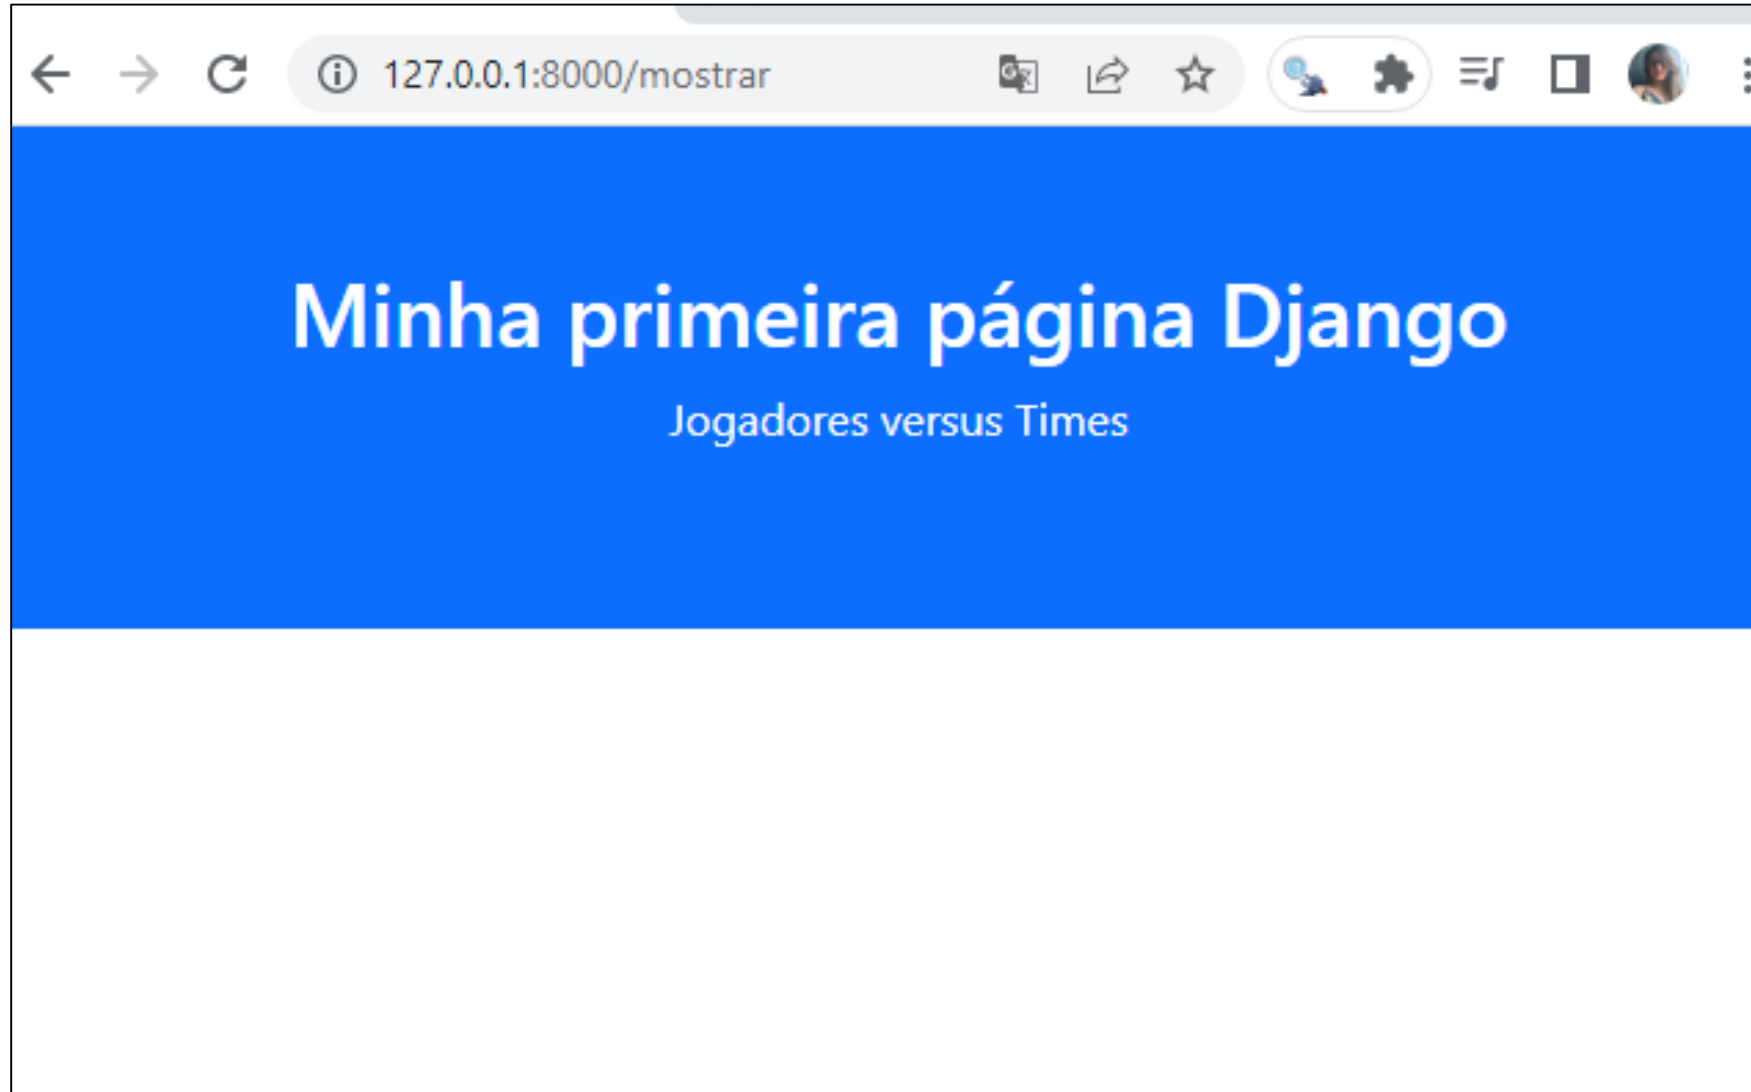 127.0.0.1:8000/mostrar
Minha primeira página Django
Jogadores versus Times